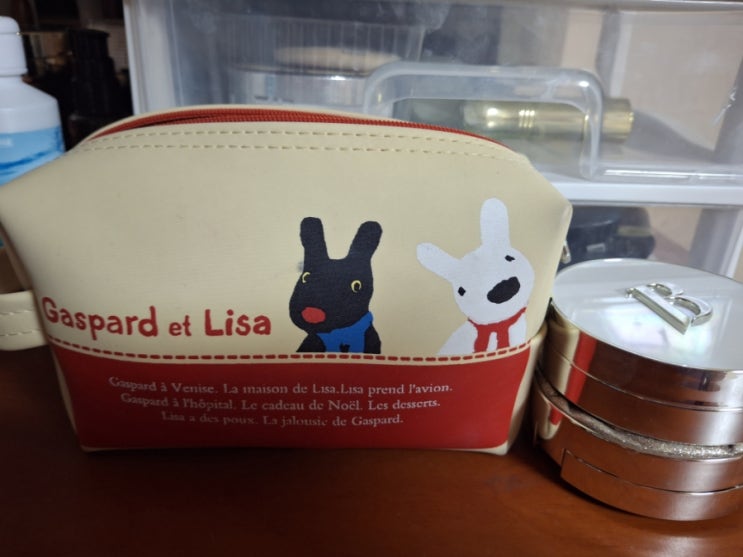 Gaspard et Lisa
Gaspard à Venise. La maison de Lisa.Lisa prend l'avion.
Gaspard à l'hôpital. Le cadeau de Noël. Les desserts.
Lisa a des poux. La jalousie de Gaspard.
B